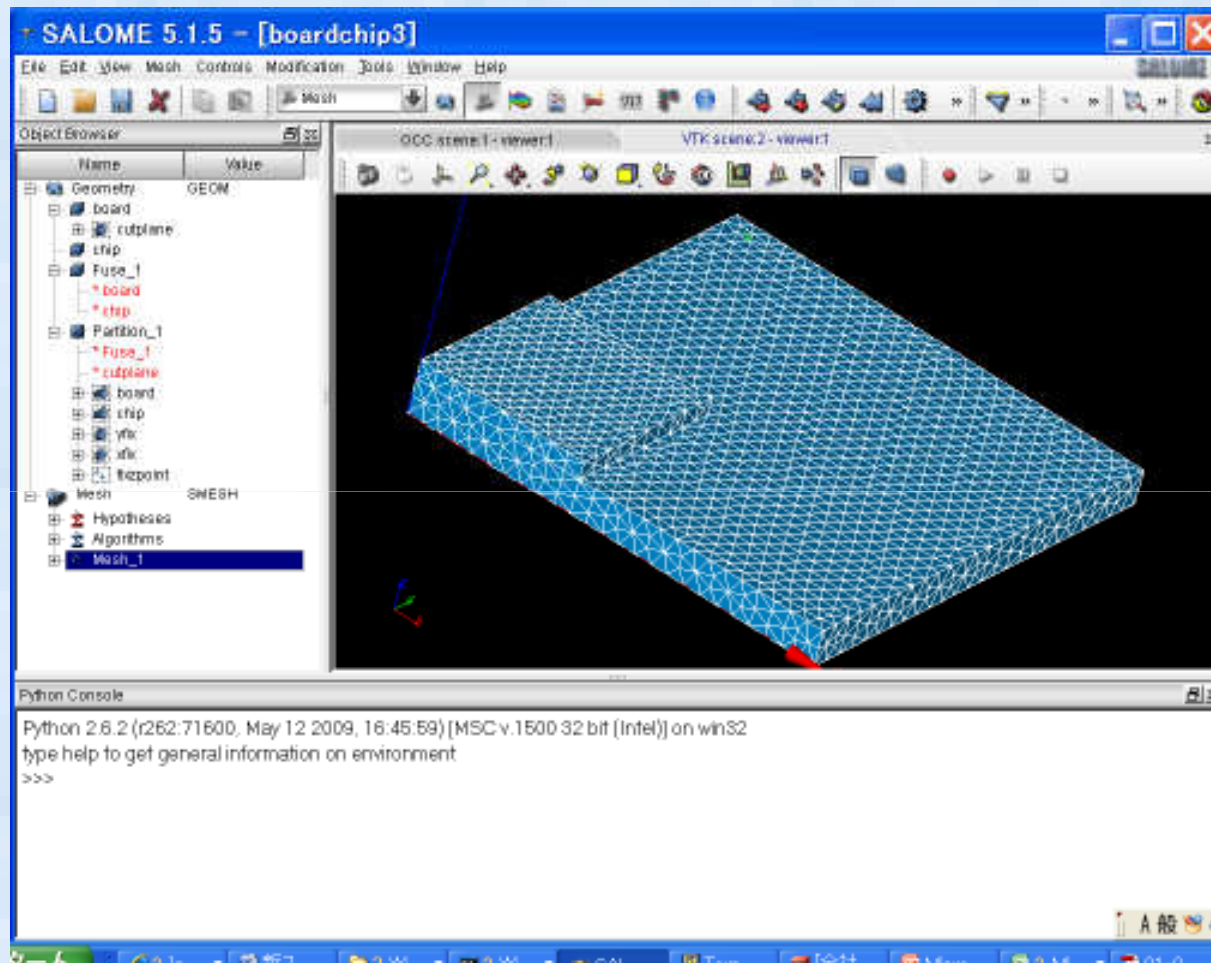 SALOME 5.1.5 - [boardchip3]
File Edit View Mesh Controls Modification Tools Window Help
SALOME
Mesh
Object Browser
OCC scene:1 - viewer:1
VTK scene:2 - viewer:1
Name Value
Geometry GEOM
board
cutplane
chip
Fuse_1
* board
* chip
Partition_1
* Fuse_1
* cutplane
board
chip
yfix
xfix
Mesh SMESH
Hypotheses
Algorithms
Mesh_1
Python Console
Python 2.6.2 (r262:71600, May 12 2009, 16:45:59) [MSC v.1500 32 bit (Intel)] on win32
type help to get general information on environment
>>>
A 般